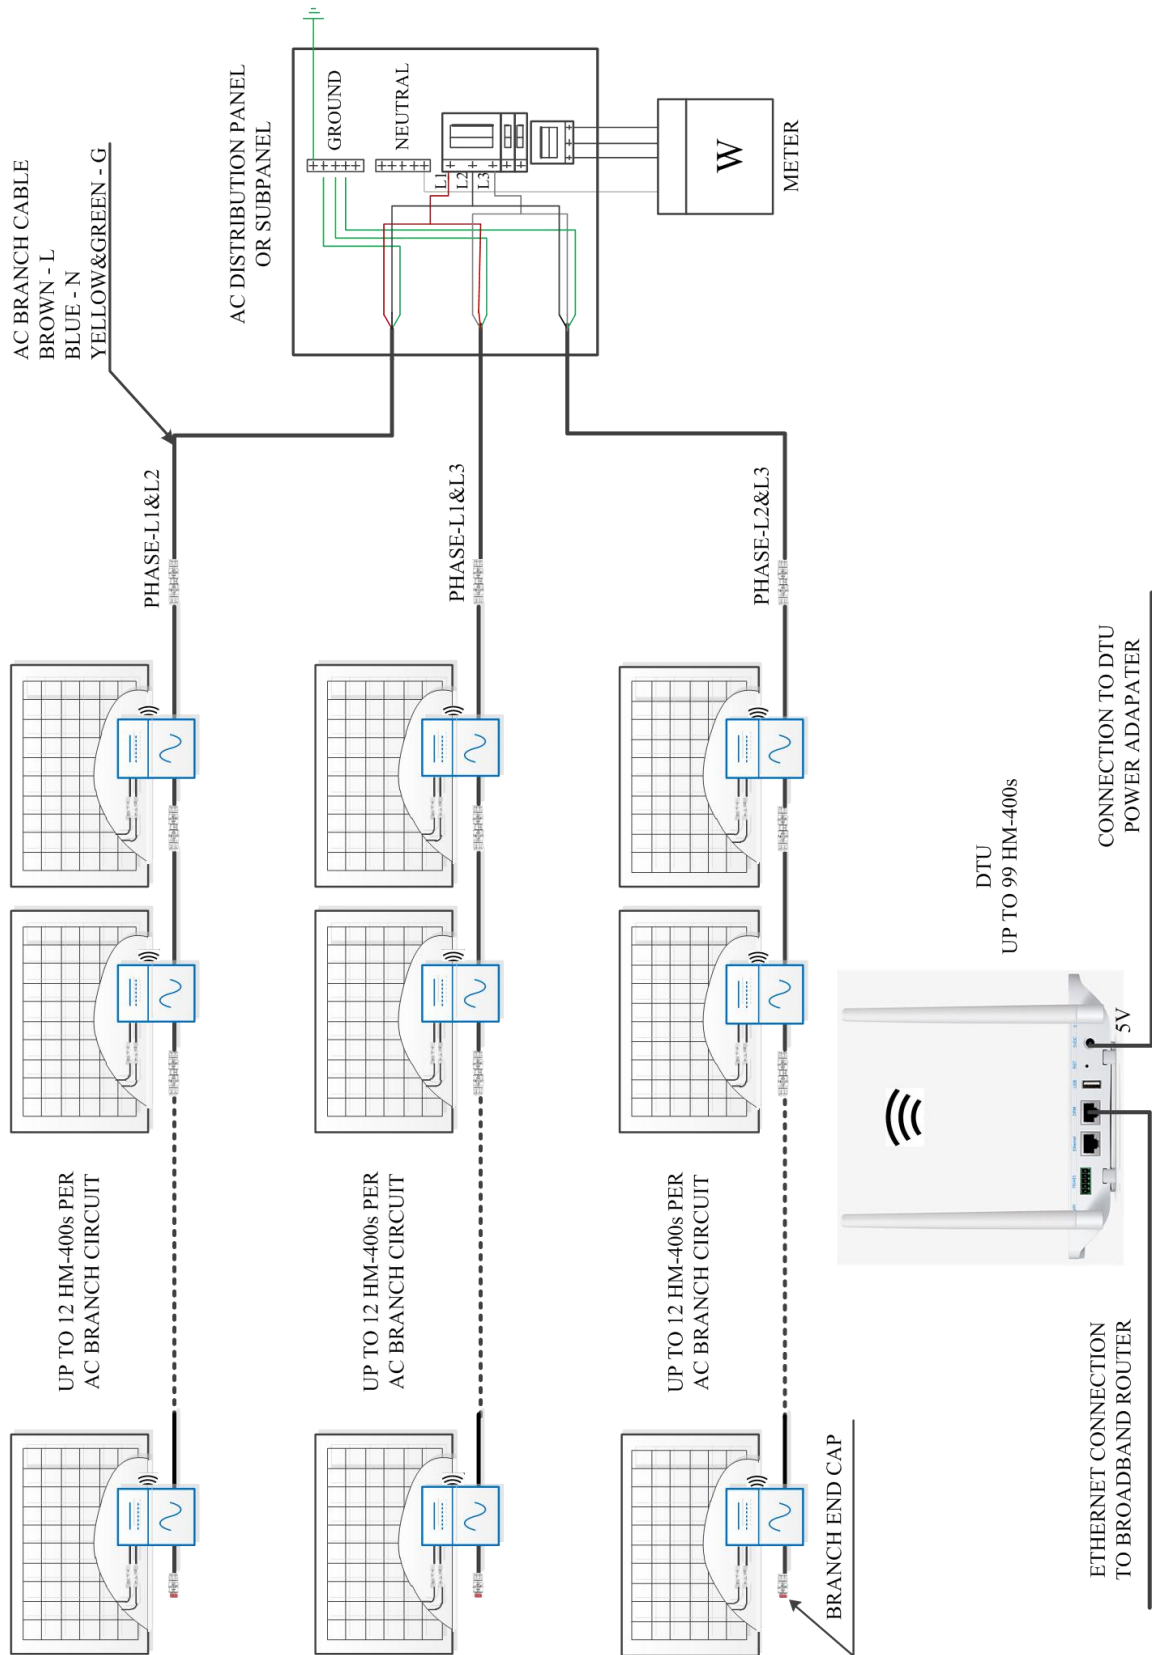 AC BRANCH CABLE
BROWN - L
BLUE - N
YELLOW&GREEN - G
AC DISTRIBUTION PANEL
OR SUBPANEL
GROUND
NEUTRAL
L1
L2
L3
W
METER
PHASE-L1&L2
PHASE-L1&L3
PHASE-L2&L3
UP TO 12 HM-400s PER
AC BRANCH CIRCUIT
UP TO 12 HM-400s PER
AC BRANCH CIRCUIT
UP TO 12 HM-400s PER
AC BRANCH CIRCUIT
BRANCH END CAP
DTU
UP TO 99 HM-400s
CONNECTION TO DTU
POWER ADAPATER
5V
USB
Ethernet
RS485
ETHERNET CONNECTION
TO BROADBAND ROUTER